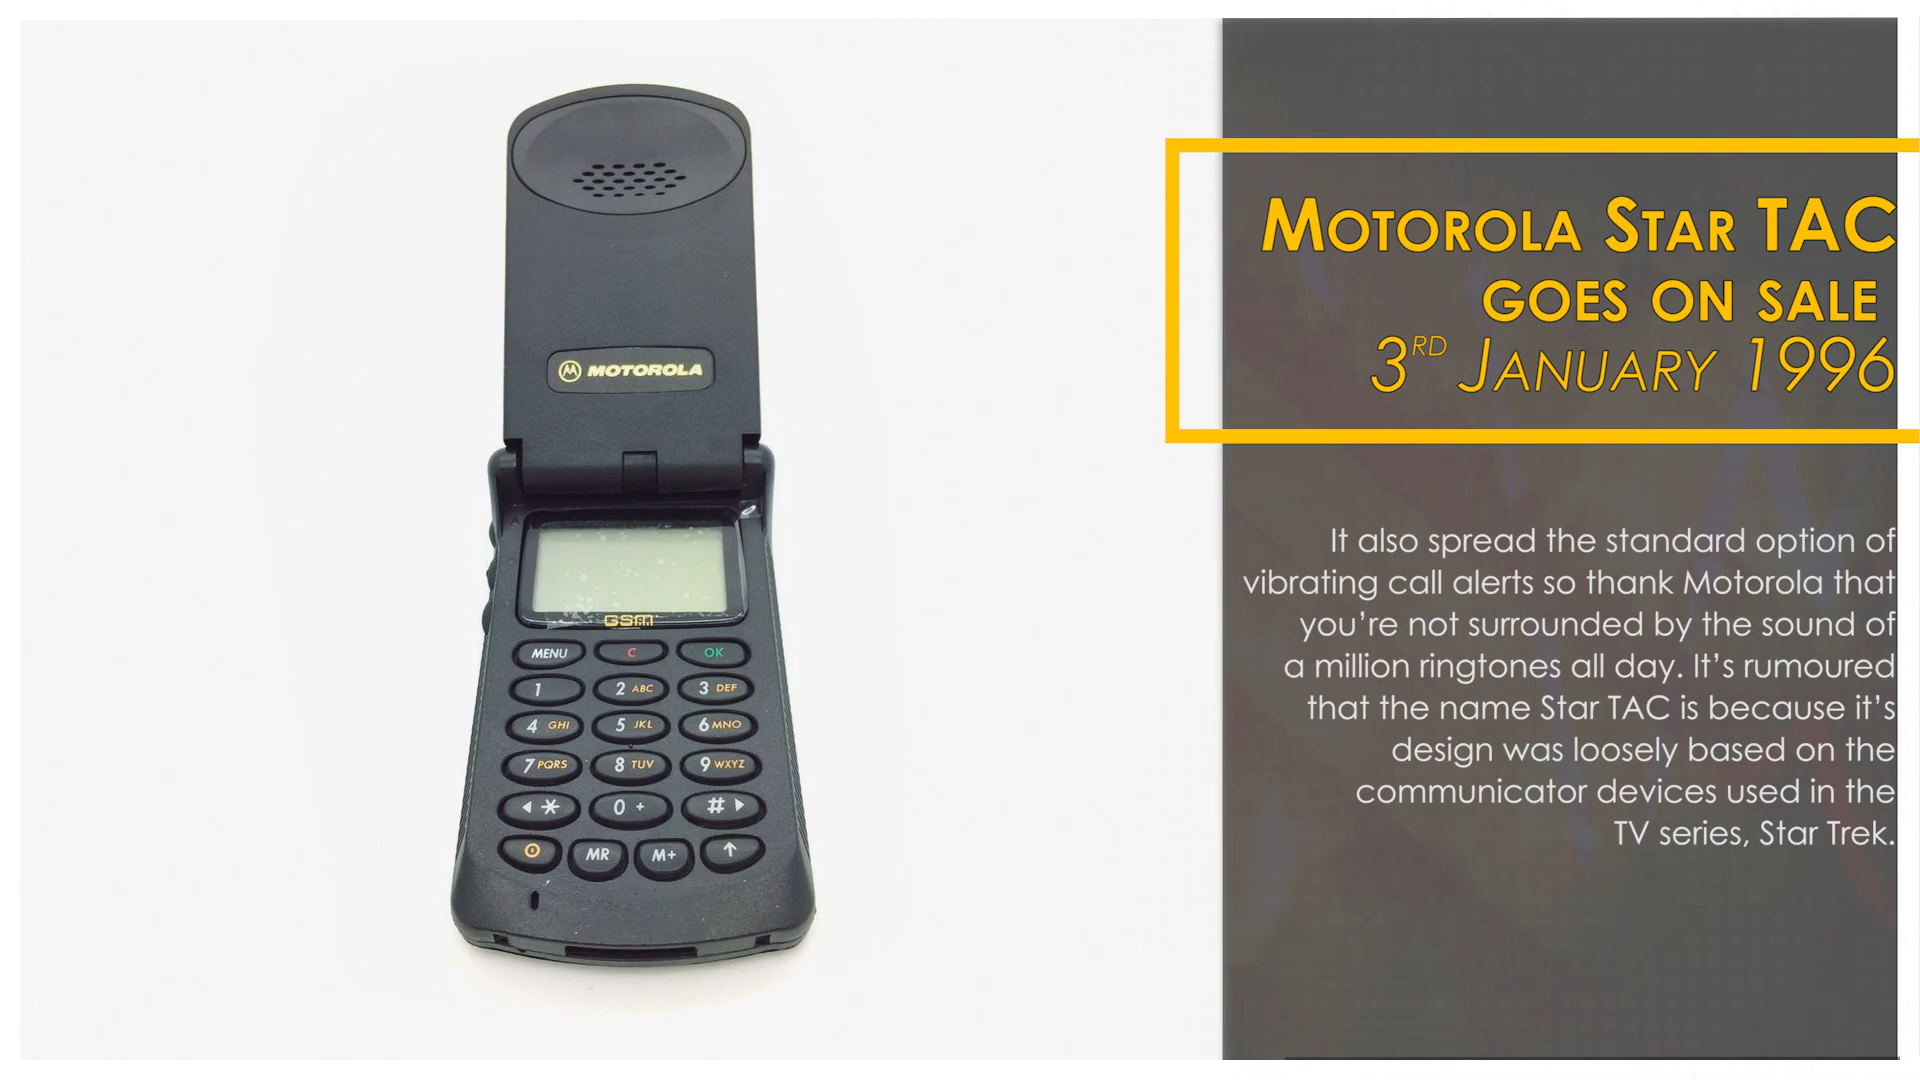 MOTOROLA
GSM
MENU C OK
1 2 ABC 3 DEF
4 GHI 5 JKL 6 MNO
7 PQRS 8 TUV 9 WXYZ
* 0 + #
MR M+
MOTOROLA STAR TAC
GOES ON SALE
3RD JANUARY 1996
It also spread the standard option of
vibrating call alerts so thank Motorola that
you’re not surrounded by the sound of
a million ringtones all day. It’s rumoured
that the name Star TAC is because it’s
design was loosely based on the
communicator devices used in the
TV series, Star Trek.